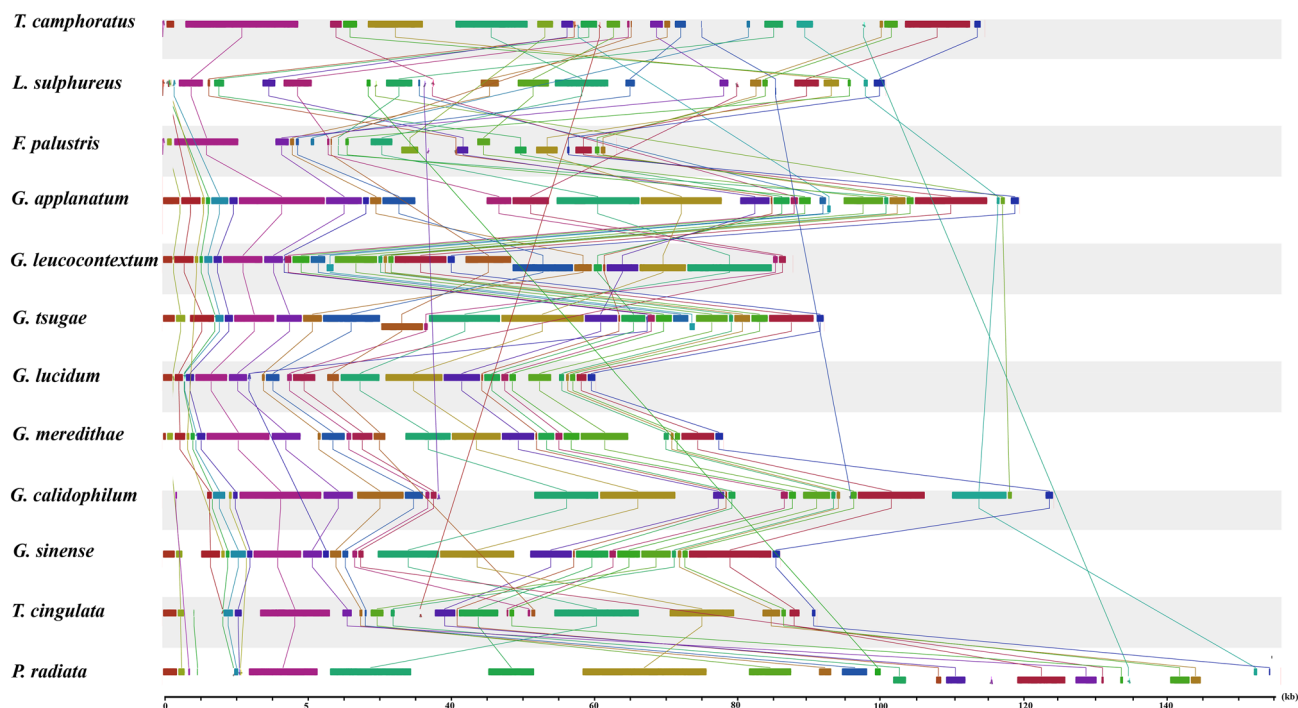 T. camphoratus
L. sulphureus
F. palustris
G. applanatum
G. leucocontextum
G. tsugae
G. lucidum
G. meredithae
G. calidophilum
G. sinense
T. cingulata
P. radiata
0 5 40 60 80 100 120 140 (kb)